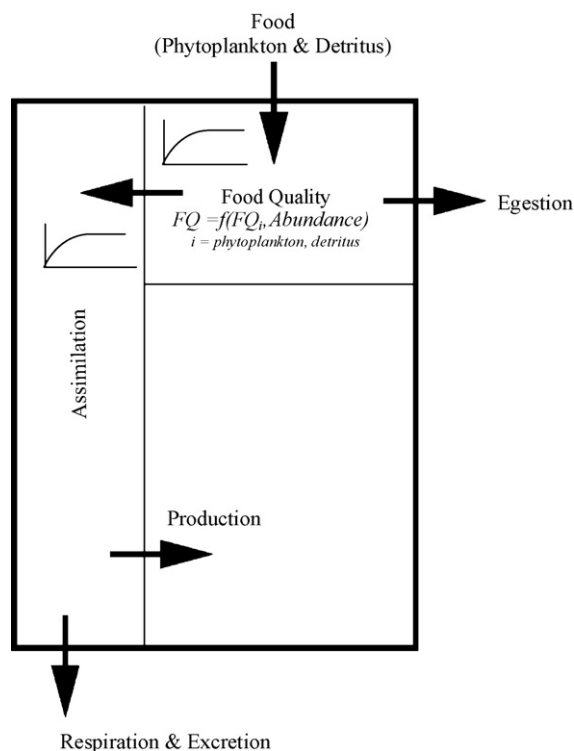 Food
(Phytoplankton & Detritus)
Food Quality
FQ =f(FQi,Abundance)
i = phytoplankton, detritus
Egestion
Assimilation
Production
Respiration & Excretion